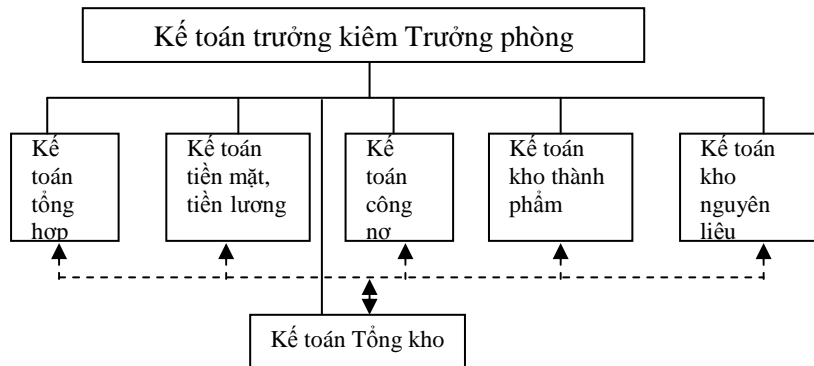 Kế toán trưởng kiêm Trưởng phòng
Kế
toán
tổng
hợp
Kế toán
tiền mặt,
tiền lương
Kế
toán
công
nợ
Kế toán
kho thành
phẩm
Kế toán
kho
nguyên
liệu
Kế toán Tổng kho